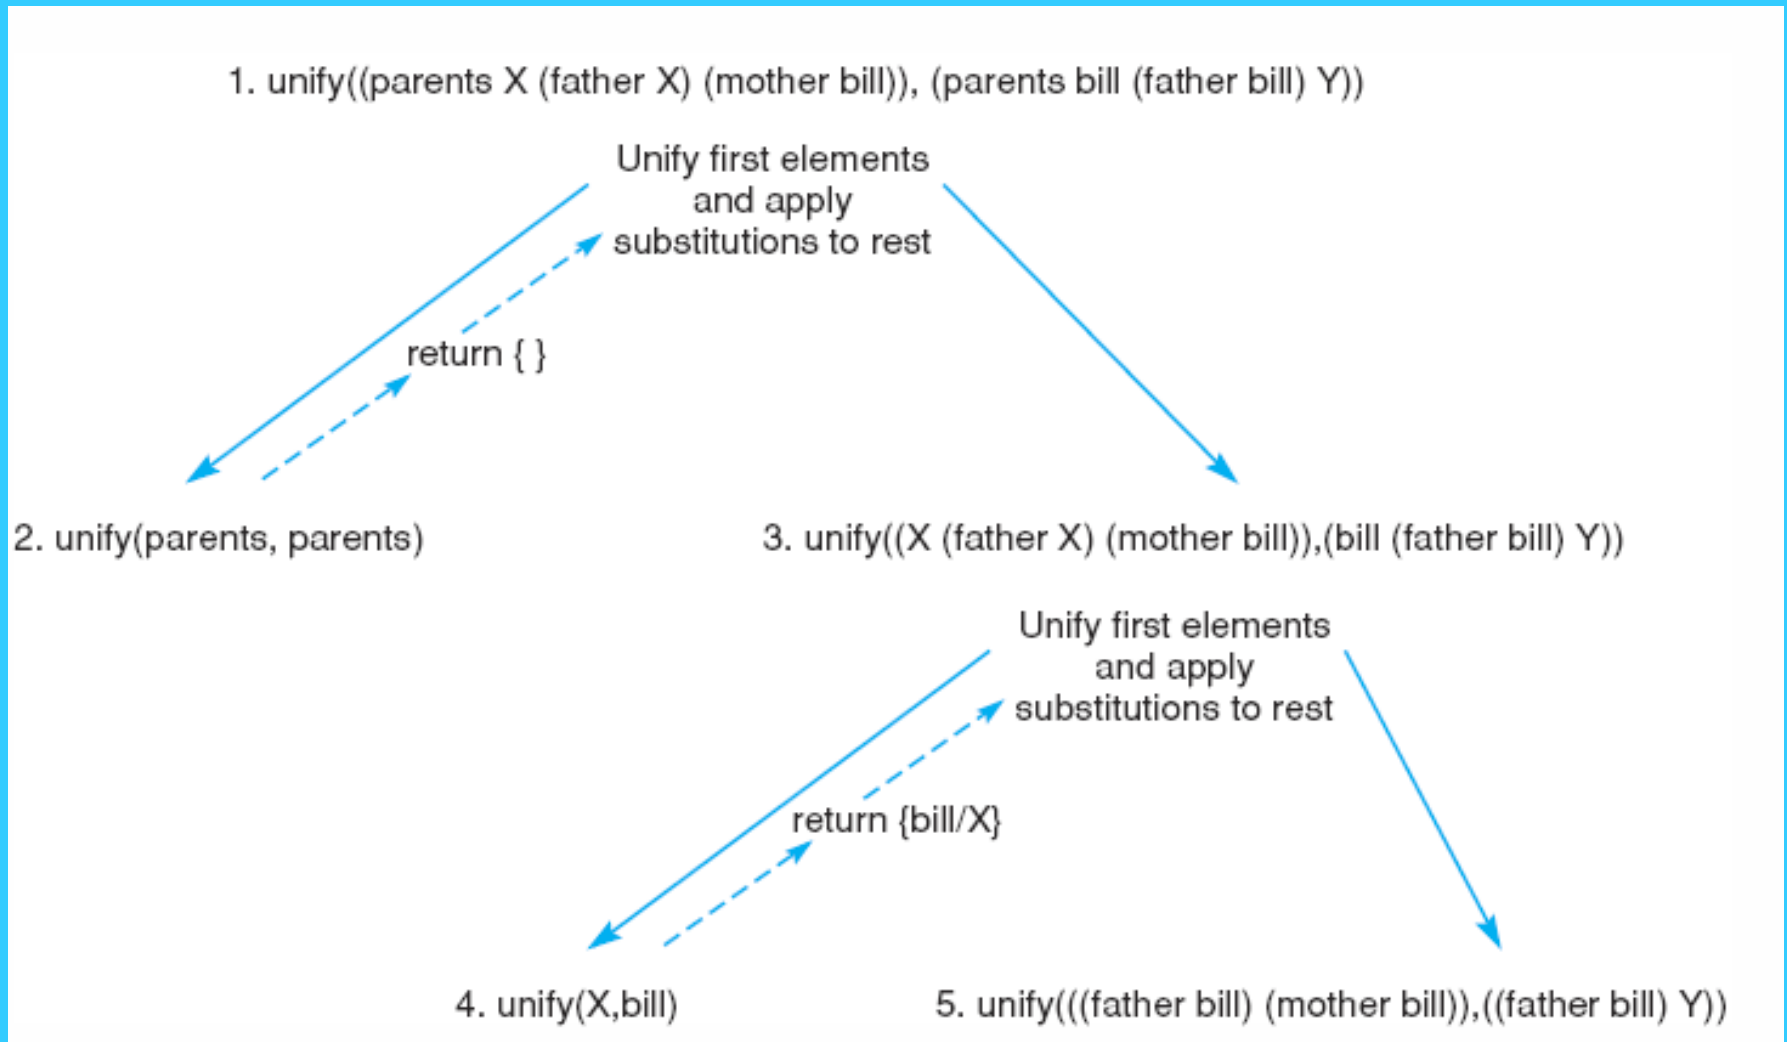 1. unify((parents X (father X) (mother bill)), (parents bill (father bill) Y))
Unify first elements
and apply
substitutions to rest
return { }
2. unify(parents, parents)
3. unify((X (father X) (mother bill)),(bill (father bill) Y))
Unify first elements
and apply
substitutions to rest
return {bill/X}
4. unify(X,bill)
5. unify(((father bill) (mother bill)),((father bill) Y))